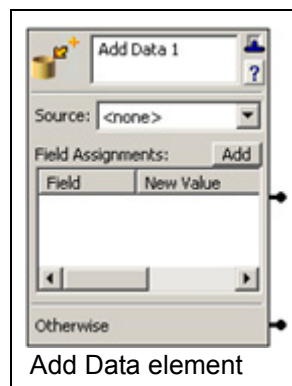 Add Data 1
?
Source: <none>
Field Assignments: Add
Field New Value
Otherwise
Add Data element